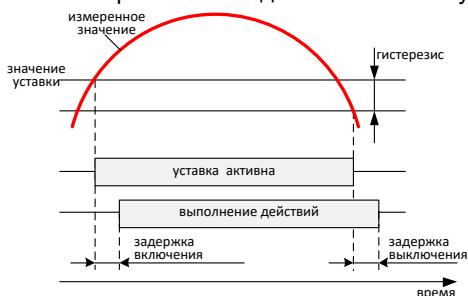 измеренное
значение
гистерезис
значение
уставки
уставка активна
выполнение действий
задержка
включения
задержка
выключения
время